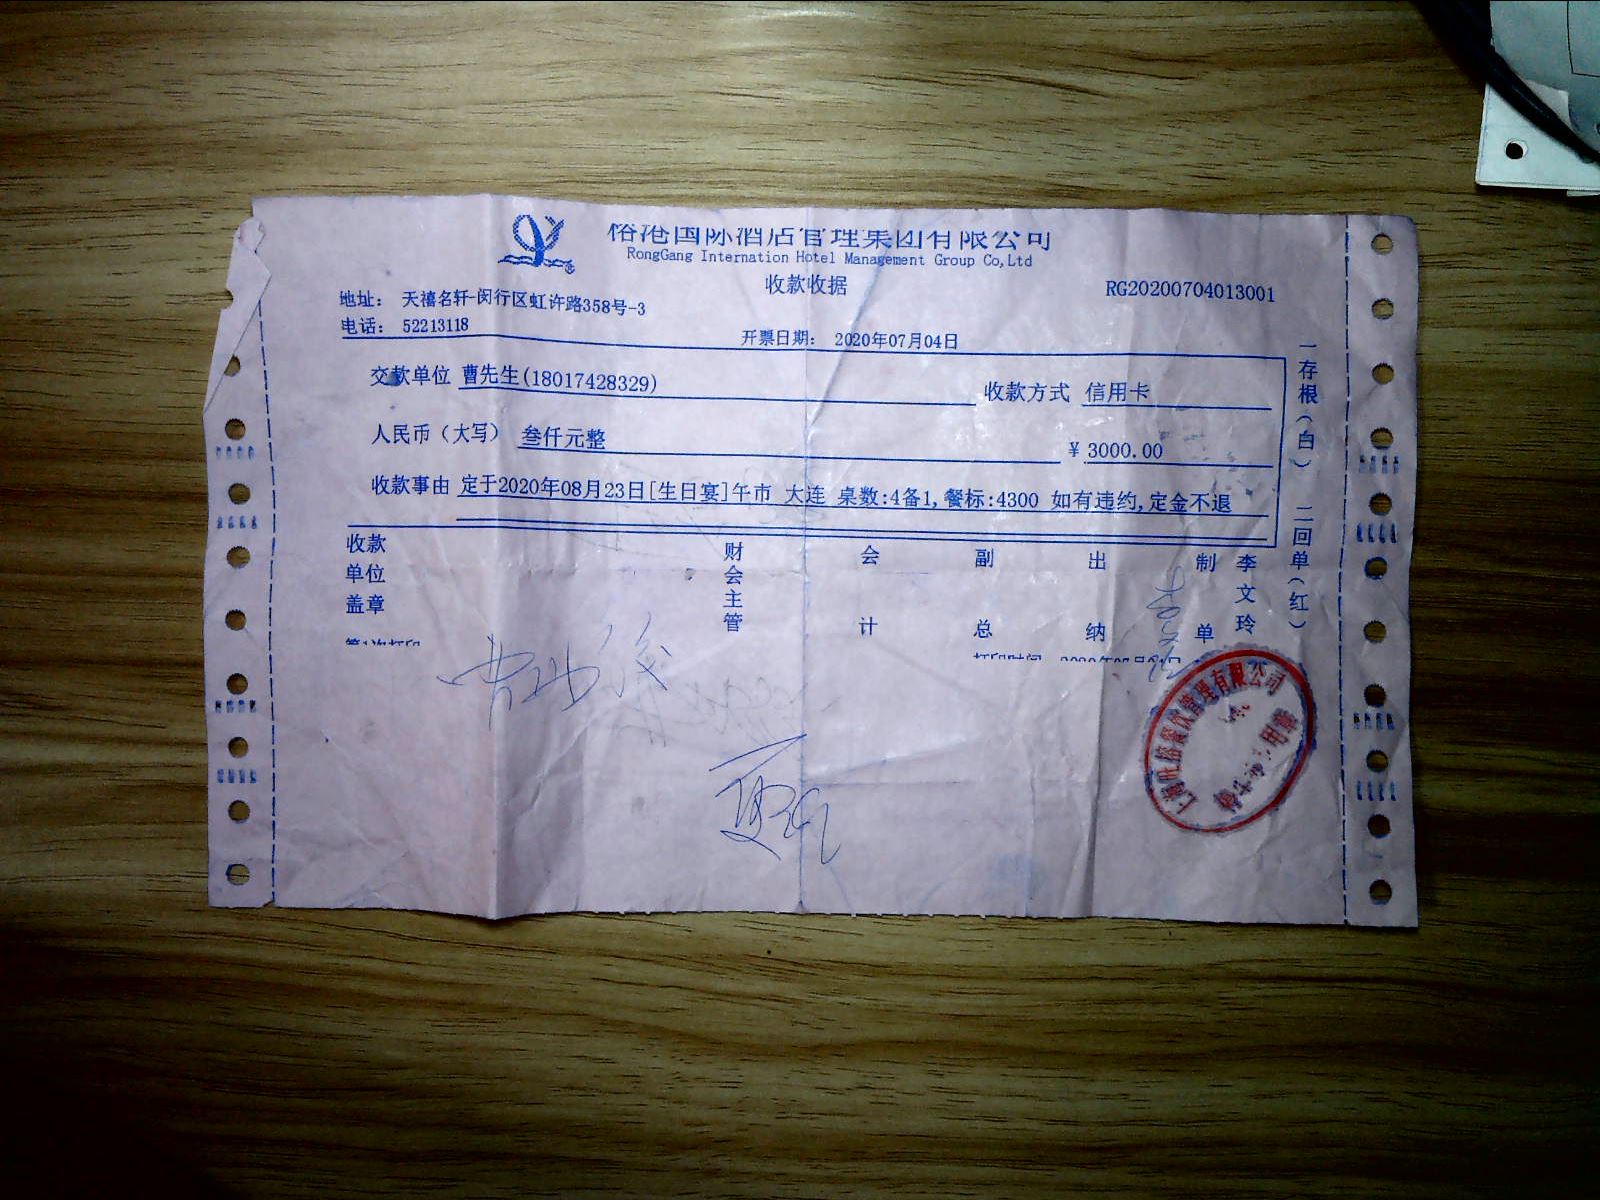 俗港国际酒店管理集团有限公司
RongGang Internation Hotel Management Group Co,Ltd
收款收据
RG20200704013001
地址： 天禧名轩-闵行区虹许路358号-3
电话： 52213118
开票日期： 2020年07月04日
交款单位 曹先生(18017428329)
收款方式 信用卡
人民币（大写） 叁仟元整
¥ 3000.00
收款事由 定于2020年08月23日[生日宴]午市 大连 桌数:4备1,餐标:4300 如有违约,定金不退
收款单位盖章
财会主管
会计
副总
出纳
制单
李文玲
一存根(白) 二回单(红)